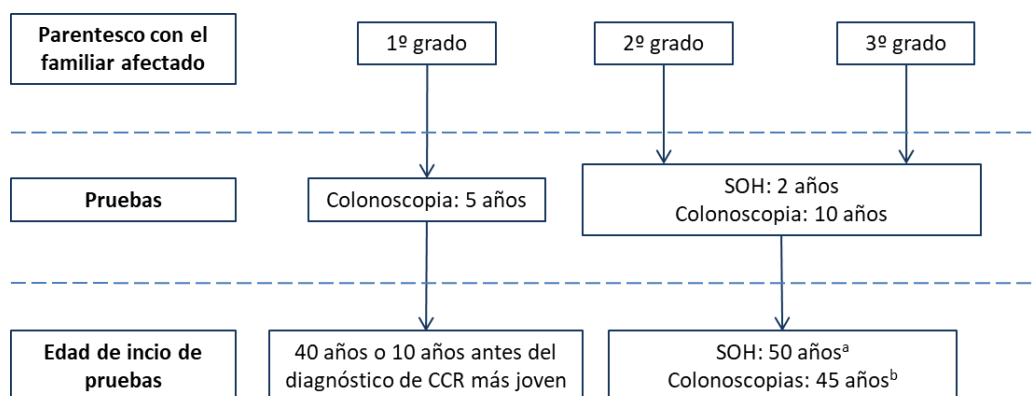 Parentesco con el
familiar afectado
1º grado
2º grado
3º grado
Pruebas
Colonoscopia: 5 años
SOH: 2 años
Colonoscopia: 10 años
Edad de incio de
pruebas
40 años o 10 años antes del
diagnóstico de CCR más joven
SOH: 50 añosᵃ
Colonoscopias: 45 añosᵇ